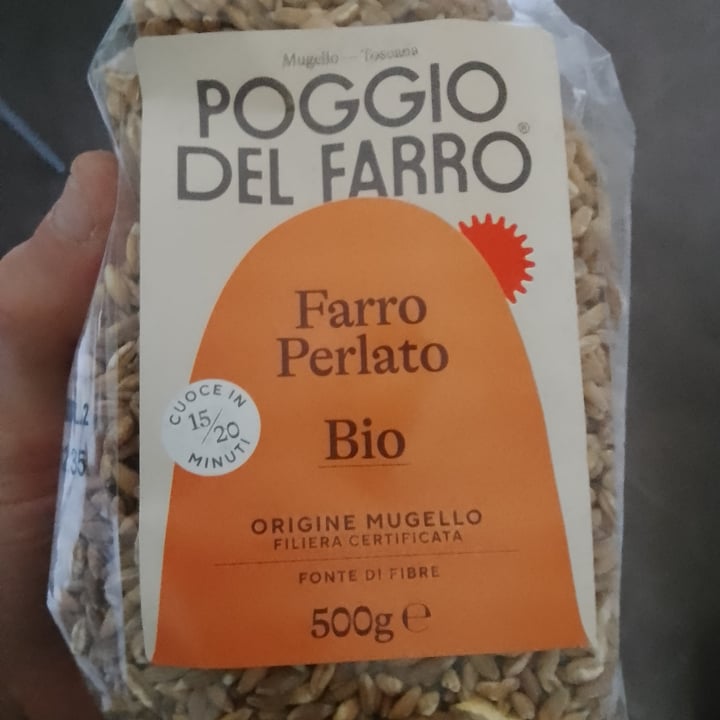 Mugello — Toscana
POGGIO
DEL FARRO®
Farro
Perlato
CUOCE IN
15/20
MINUTI
Bio
ORIGINE MUGELLO
FILIERA CERTIFICATA
FONTE DI FIBRE
500g ℮